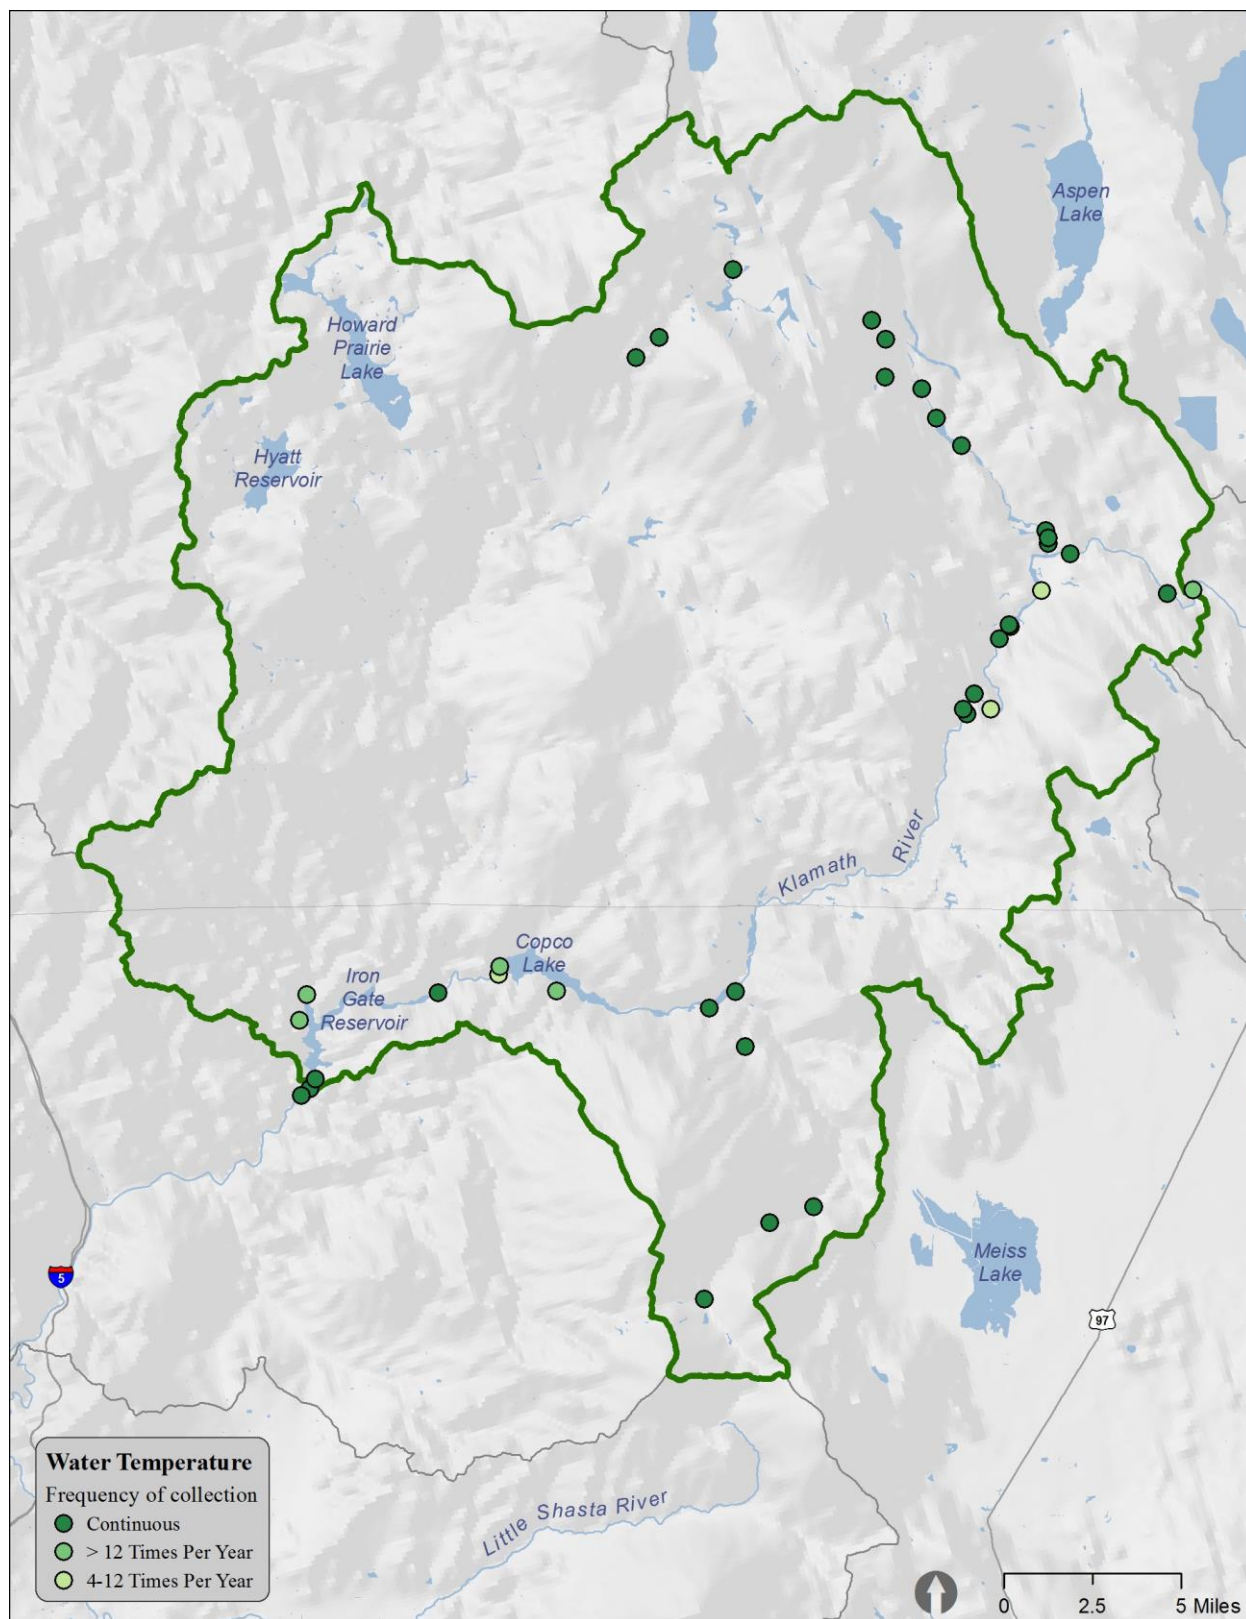 Aspen
Lake
Howard
Prairie
Lake
Hyatt
Reservoir
Klamath River
Copco
Lake
Iron
Gate
Reservoir
Meiss
Lake
5
97
Little Shasta River
Water Temperature
Frequency of collection
Continuous
> 12 Times Per Year
4-12 Times Per Year
0 2.5 5 Miles